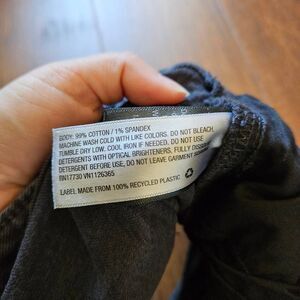 BODY: 99% COTTON / 1% SPANDEX
MACHINE WASH COLD WITH LIKE COLORS. DO NOT BLEACH.
TUMBLE DRY LOW. COOL IRON IF NEEDED. DO NOT USE
DETERGENTS WITH OPTICAL BRIGHTENERS. FULLY
DETERGENT BEFORE USE, DO NOT LEAVE GARMENT
RN17730 VN1126365
LABEL MADE FROM 100% RECYCLED PLASTIC